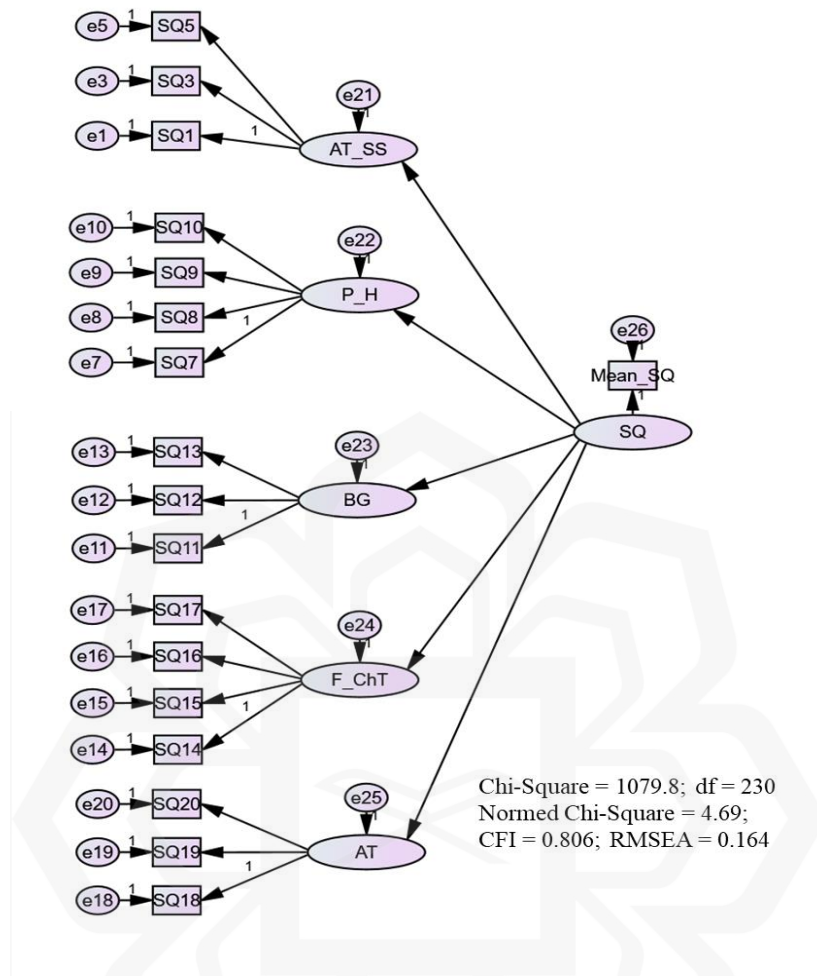 e5 1 SQ5
e3 1 SQ3
e1 1 SQ1 1
e21
1
AT_SS
e10 1 SQ10
e9 1 SQ9
e8 1 SQ8
e7 1 SQ7 1
e22
1
P_H
e13 1 SQ13
e12 1 SQ12
e11 1 SQ11 1
e23
1
BG
e17 1 SQ17
e16 1 SQ16
e15 1 SQ15
e14 1 SQ14 1
e24
1
F_ChT
e20 1 SQ20
e19 1 SQ19
e18 1 SQ18 1
e25
1
AT
e26
1
Mean_SQ
1
SQ
Chi-Square = 1079.8; df = 230
Normed Chi-Square = 4.69;
CFI = 0.806; RMSEA = 0.164